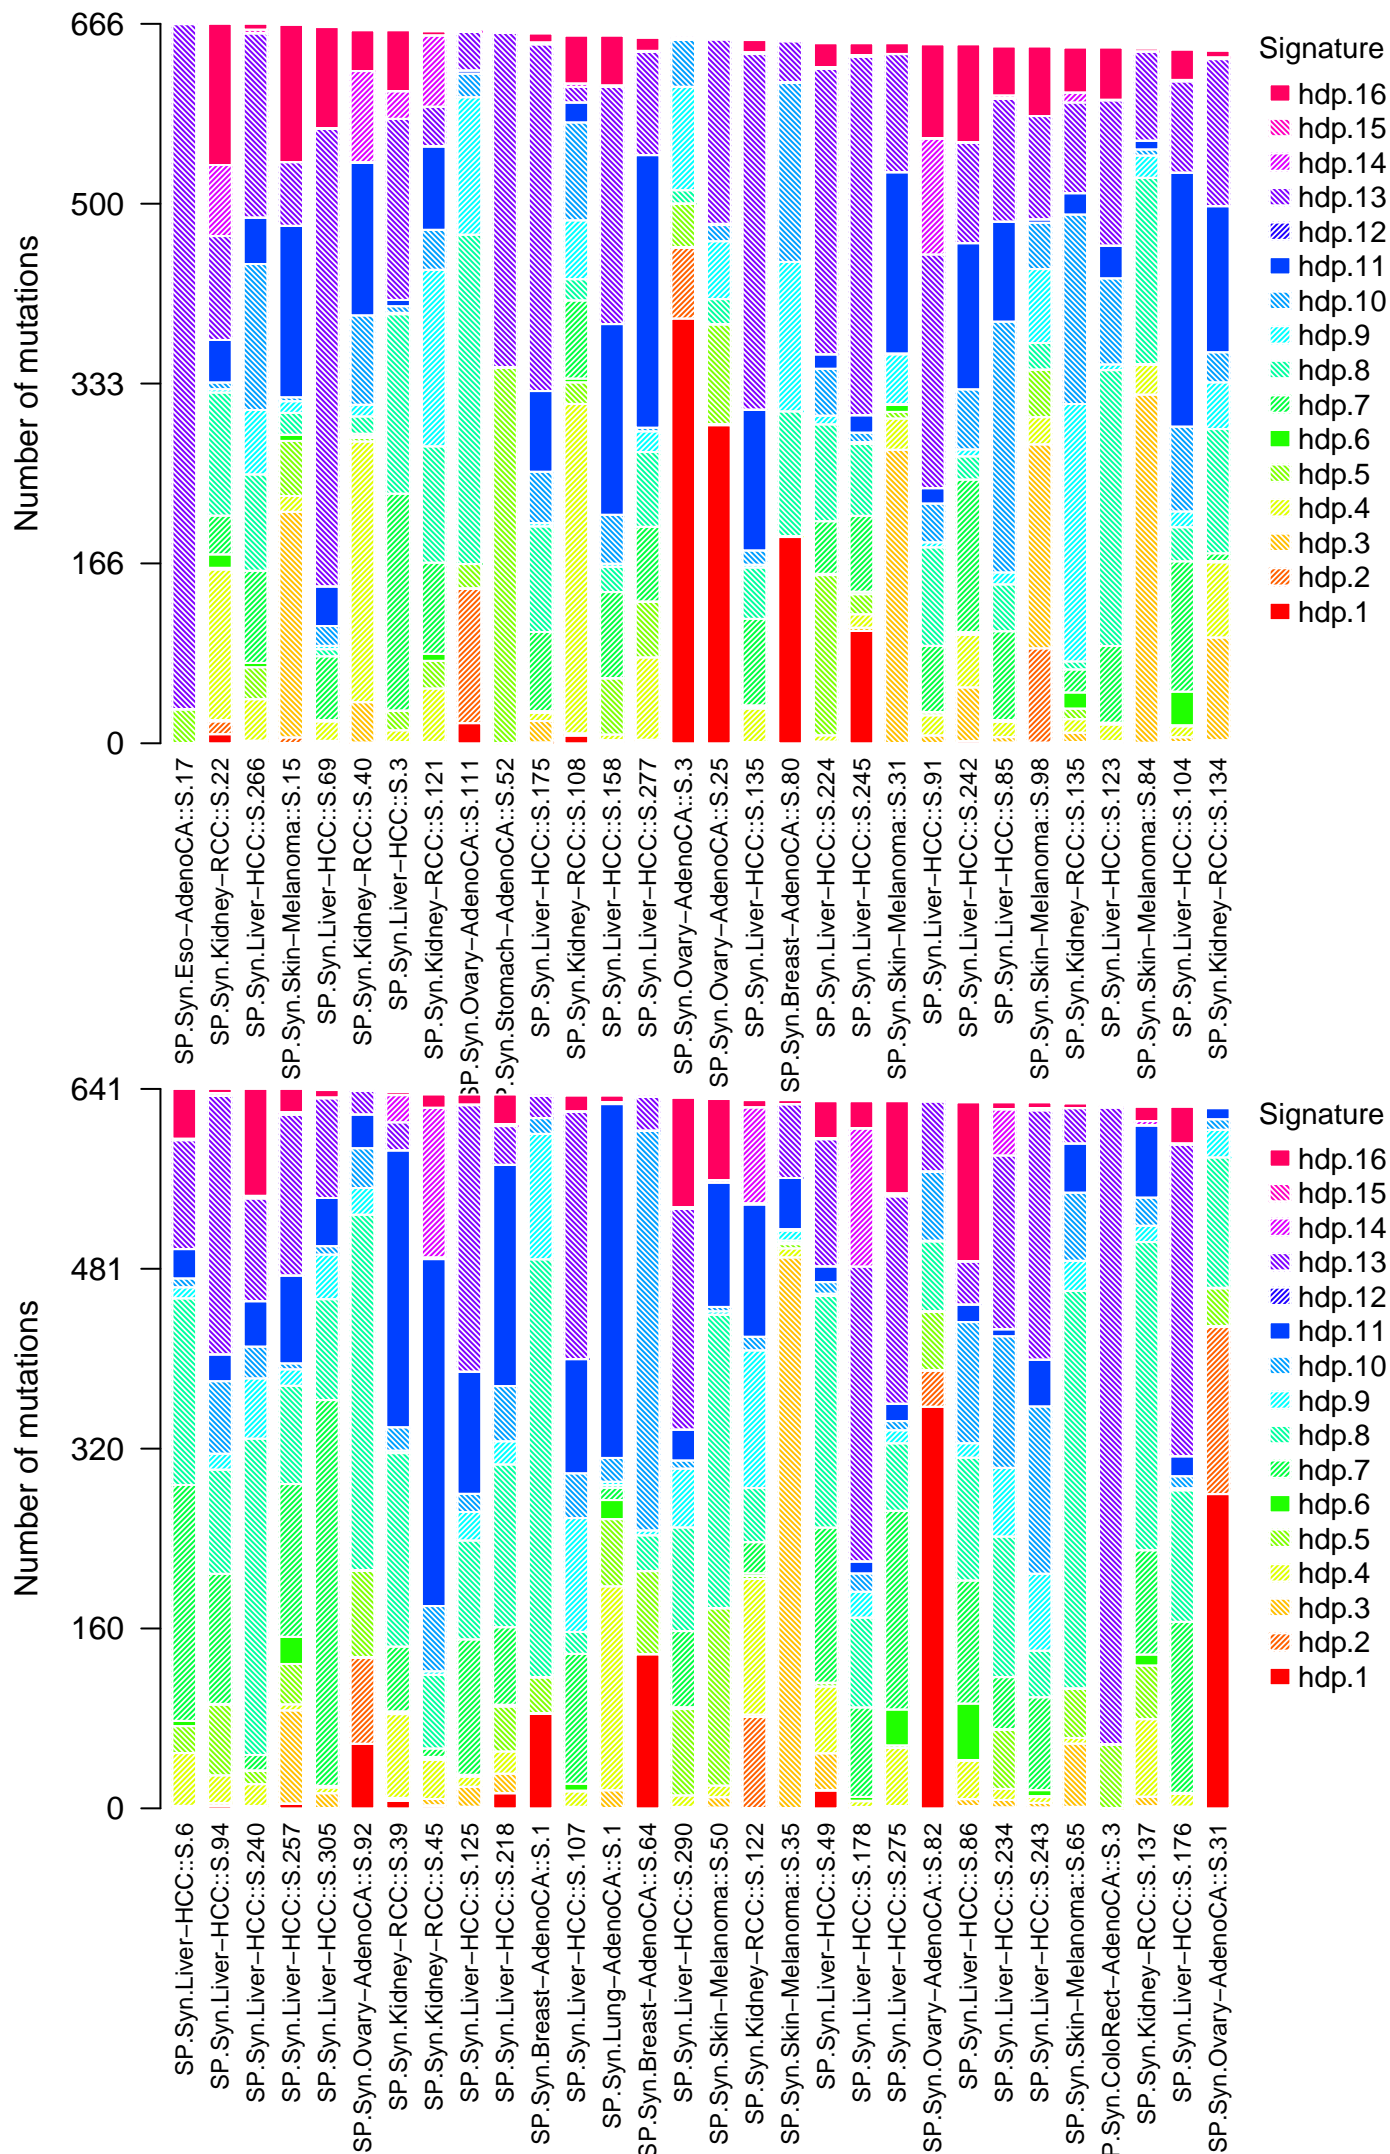 666
500
333
166
0
Number of mutations
Signature
hdp.16
hdp.15
hdp.14
hdp.13
hdp.12
hdp.11
hdp.10
hdp.9
hdp.8
hdp.7
hdp.6
hdp.5
hdp.4
hdp.3
hdp.2
hdp.1
SP.Syn.Eso−AdenoCA::S.17
SP.Syn.Kidney−RCC::S.22
SP.Syn.Liver−HCC::S.266
SP.Syn.Skin−Melanoma::S.15
SP.Syn.Liver−HCC::S.69
SP.Syn.Kidney−RCC::S.40
SP.Syn.Liver−HCC::S.3
SP.Syn.Kidney−RCC::S.121
SP.Syn.Ovary−AdenoCA::S.111
P.Syn.Stomach−AdenoCA::S.52
SP.Syn.Liver−HCC::S.175
SP.Syn.Kidney−RCC::S.108
SP.Syn.Liver−HCC::S.158
SP.Syn.Liver−HCC::S.277
SP.Syn.Ovary−AdenoCA::S.3
SP.Syn.Ovary−AdenoCA::S.25
SP.Syn.Liver−HCC::S.135
SP.Syn.Breast−AdenoCA::S.80
SP.Syn.Liver−HCC::S.224
SP.Syn.Liver−HCC::S.245
SP.Syn.Skin−Melanoma::S.31
SP.Syn.Liver−HCC::S.91
SP.Syn.Liver−HCC::S.242
SP.Syn.Liver−HCC::S.85
SP.Syn.Skin−Melanoma::S.98
SP.Syn.Kidney−RCC::S.135
SP.Syn.Liver−HCC::S.123
SP.Syn.Skin−Melanoma::S.84
SP.Syn.Liver−HCC::S.104
SP.Syn.Kidney−RCC::S.134
641
481
320
160
0
Number of mutations
Signature
hdp.16
hdp.15
hdp.14
hdp.13
hdp.12
hdp.11
hdp.10
hdp.9
hdp.8
hdp.7
hdp.6
hdp.5
hdp.4
hdp.3
hdp.2
hdp.1
SP.Syn.Liver−HCC::S.6
SP.Syn.Liver−HCC::S.94
SP.Syn.Liver−HCC::S.240
SP.Syn.Liver−HCC::S.257
SP.Syn.Liver−HCC::S.305
SP.Syn.Ovary−AdenoCA::S.92
SP.Syn.Kidney−RCC::S.39
SP.Syn.Kidney−RCC::S.45
SP.Syn.Liver−HCC::S.125
SP.Syn.Liver−HCC::S.218
SP.Syn.Breast−AdenoCA::S.1
SP.Syn.Liver−HCC::S.107
SP.Syn.Lung−AdenoCA::S.1
SP.Syn.Breast−AdenoCA::S.64
SP.Syn.Liver−HCC::S.290
SP.Syn.Skin−Melanoma::S.50
SP.Syn.Kidney−RCC::S.122
SP.Syn.Skin−Melanoma::S.35
SP.Syn.Liver−HCC::S.49
SP.Syn.Liver−HCC::S.178
SP.Syn.Liver−HCC::S.275
SP.Syn.Ovary−AdenoCA::S.82
SP.Syn.Liver−HCC::S.86
SP.Syn.Liver−HCC::S.234
SP.Syn.Liver−HCC::S.243
SP.Syn.Skin−Melanoma::S.65
SP.Syn.ColoRect−AdenoCA::S.3
SP.Syn.Kidney−RCC::S.137
SP.Syn.Liver−HCC::S.176
SP.Syn.Ovary−AdenoCA::S.31